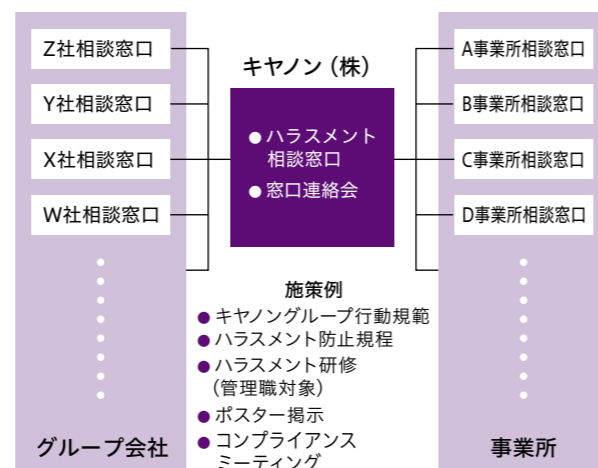 Z社相談窓口
Y社相談窓口
X社相談窓口
W社相談窓口
グループ会社
キヤノン（株）
●ハラスメント
相談窓口
●窓口連絡会
施策例
●キヤノングループ行動規範
●ハラスメント防止規程
●ハラスメント研修
（管理職対象）
●ポスター掲示
●コンプライアンス
ミーティング
A事業所相談窓口
B事業所相談窓口
C事業所相談窓口
D事業所相談窓口
事業所